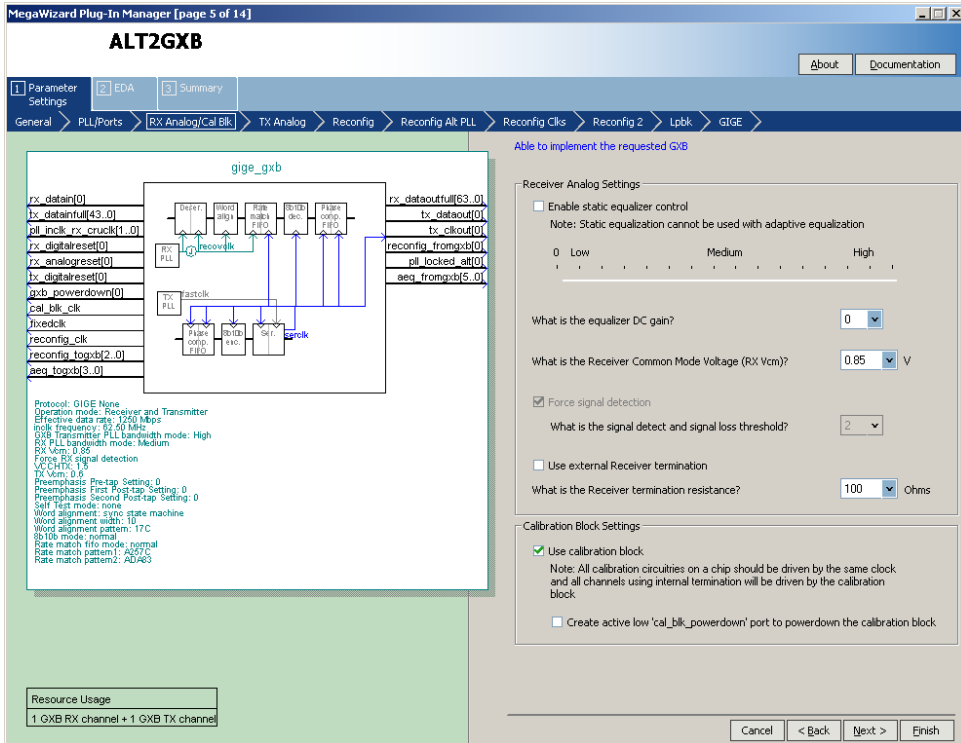 MegaWizard Plug-In Manager [page 5 of 14]
ALT2GXB
About
Documentation
1 Parameter Settings
2 EDA
3 Summary
General
PLL/Ports
RX Analog/Cal Blk
TX Analog
Reconfig
Reconfig Alt PLL
Reconfig Clks
Reconfig 2
Lpbk
GIGE
gige_gxb
rx_datain[0]
tx_datainfull[43..0]
pll_inclk_rx_cruclk[1..0]
rx_digitalreset[0]
rx_analogreset[0]
tx_digitalreset[0]
gxb_powerdown[0]
cal_blk_clk
fixedclk
reconfig_clk
reconfig_togxb[2..0]
aeq_togxb[3..0]
Deser.
Word align
Rate match FIFO
8b10b dec.
Phase comp. FIFO
RX PLL
recovclk
TX PLL
fastclk
Phase comp. FIFO
8b10b enc.
Ser.
serclk
rx_dataoutfull[63..0]
tx_dataout[0]
tx_clkout[0]
reconfig_fromgxb[0]
pll_locked_alt[0]
aeq_fromgxb[5..0]
Protocol: GIGE None
Operation mode: Receiver and Transmitter
Effective data rate: 1250 Mbps
inclk frequency: 62.50 MHz
GXB Transmitter PLL bandwidth mode: High
RX PLL bandwidth mode: Medium
RX Vcm: 0.85
Force RX signal detection
VCCHTX: 1.5
TX Vcm: 0.6
Preemphasis Pre-tap Setting: 0
Preemphasis First Post-tap Setting: 0
Preemphasis Second Post-tap Setting: 0
Self Test mode: none
Word alignment: sync state machine
Word alignment width: 10
Word alignment pattern: 17C
8b10b mode: normal
Rate match fifo mode: normal
Rate match pattern1: A257C
Rate match pattern2: ADA83
Resource Usage
1 GXB RX channel + 1 GXB TX channel
Able to implement the requested GXB
Receiver Analog Settings
Enable static equalizer control
Note: Static equalization cannot be used with adaptive equalization
0 Low Medium High
What is the equalizer DC gain? 0
What is the Receiver Common Mode Voltage (RX Vcm)? 0.85 V
Force signal detection
What is the signal detect and signal loss threshold? 2
Use external Receiver termination
What is the Receiver termination resistance? 100 Ohms
Calibration Block Settings
Use calibration block
Note: All calibration circuitries on a chip should be driven by the same clock
and all channels using internal termination will be driven by the calibration
block
Create active low 'cal_blk_powerdown' port to powerdown the calibration block
Cancel
< Back
Next >
Finish